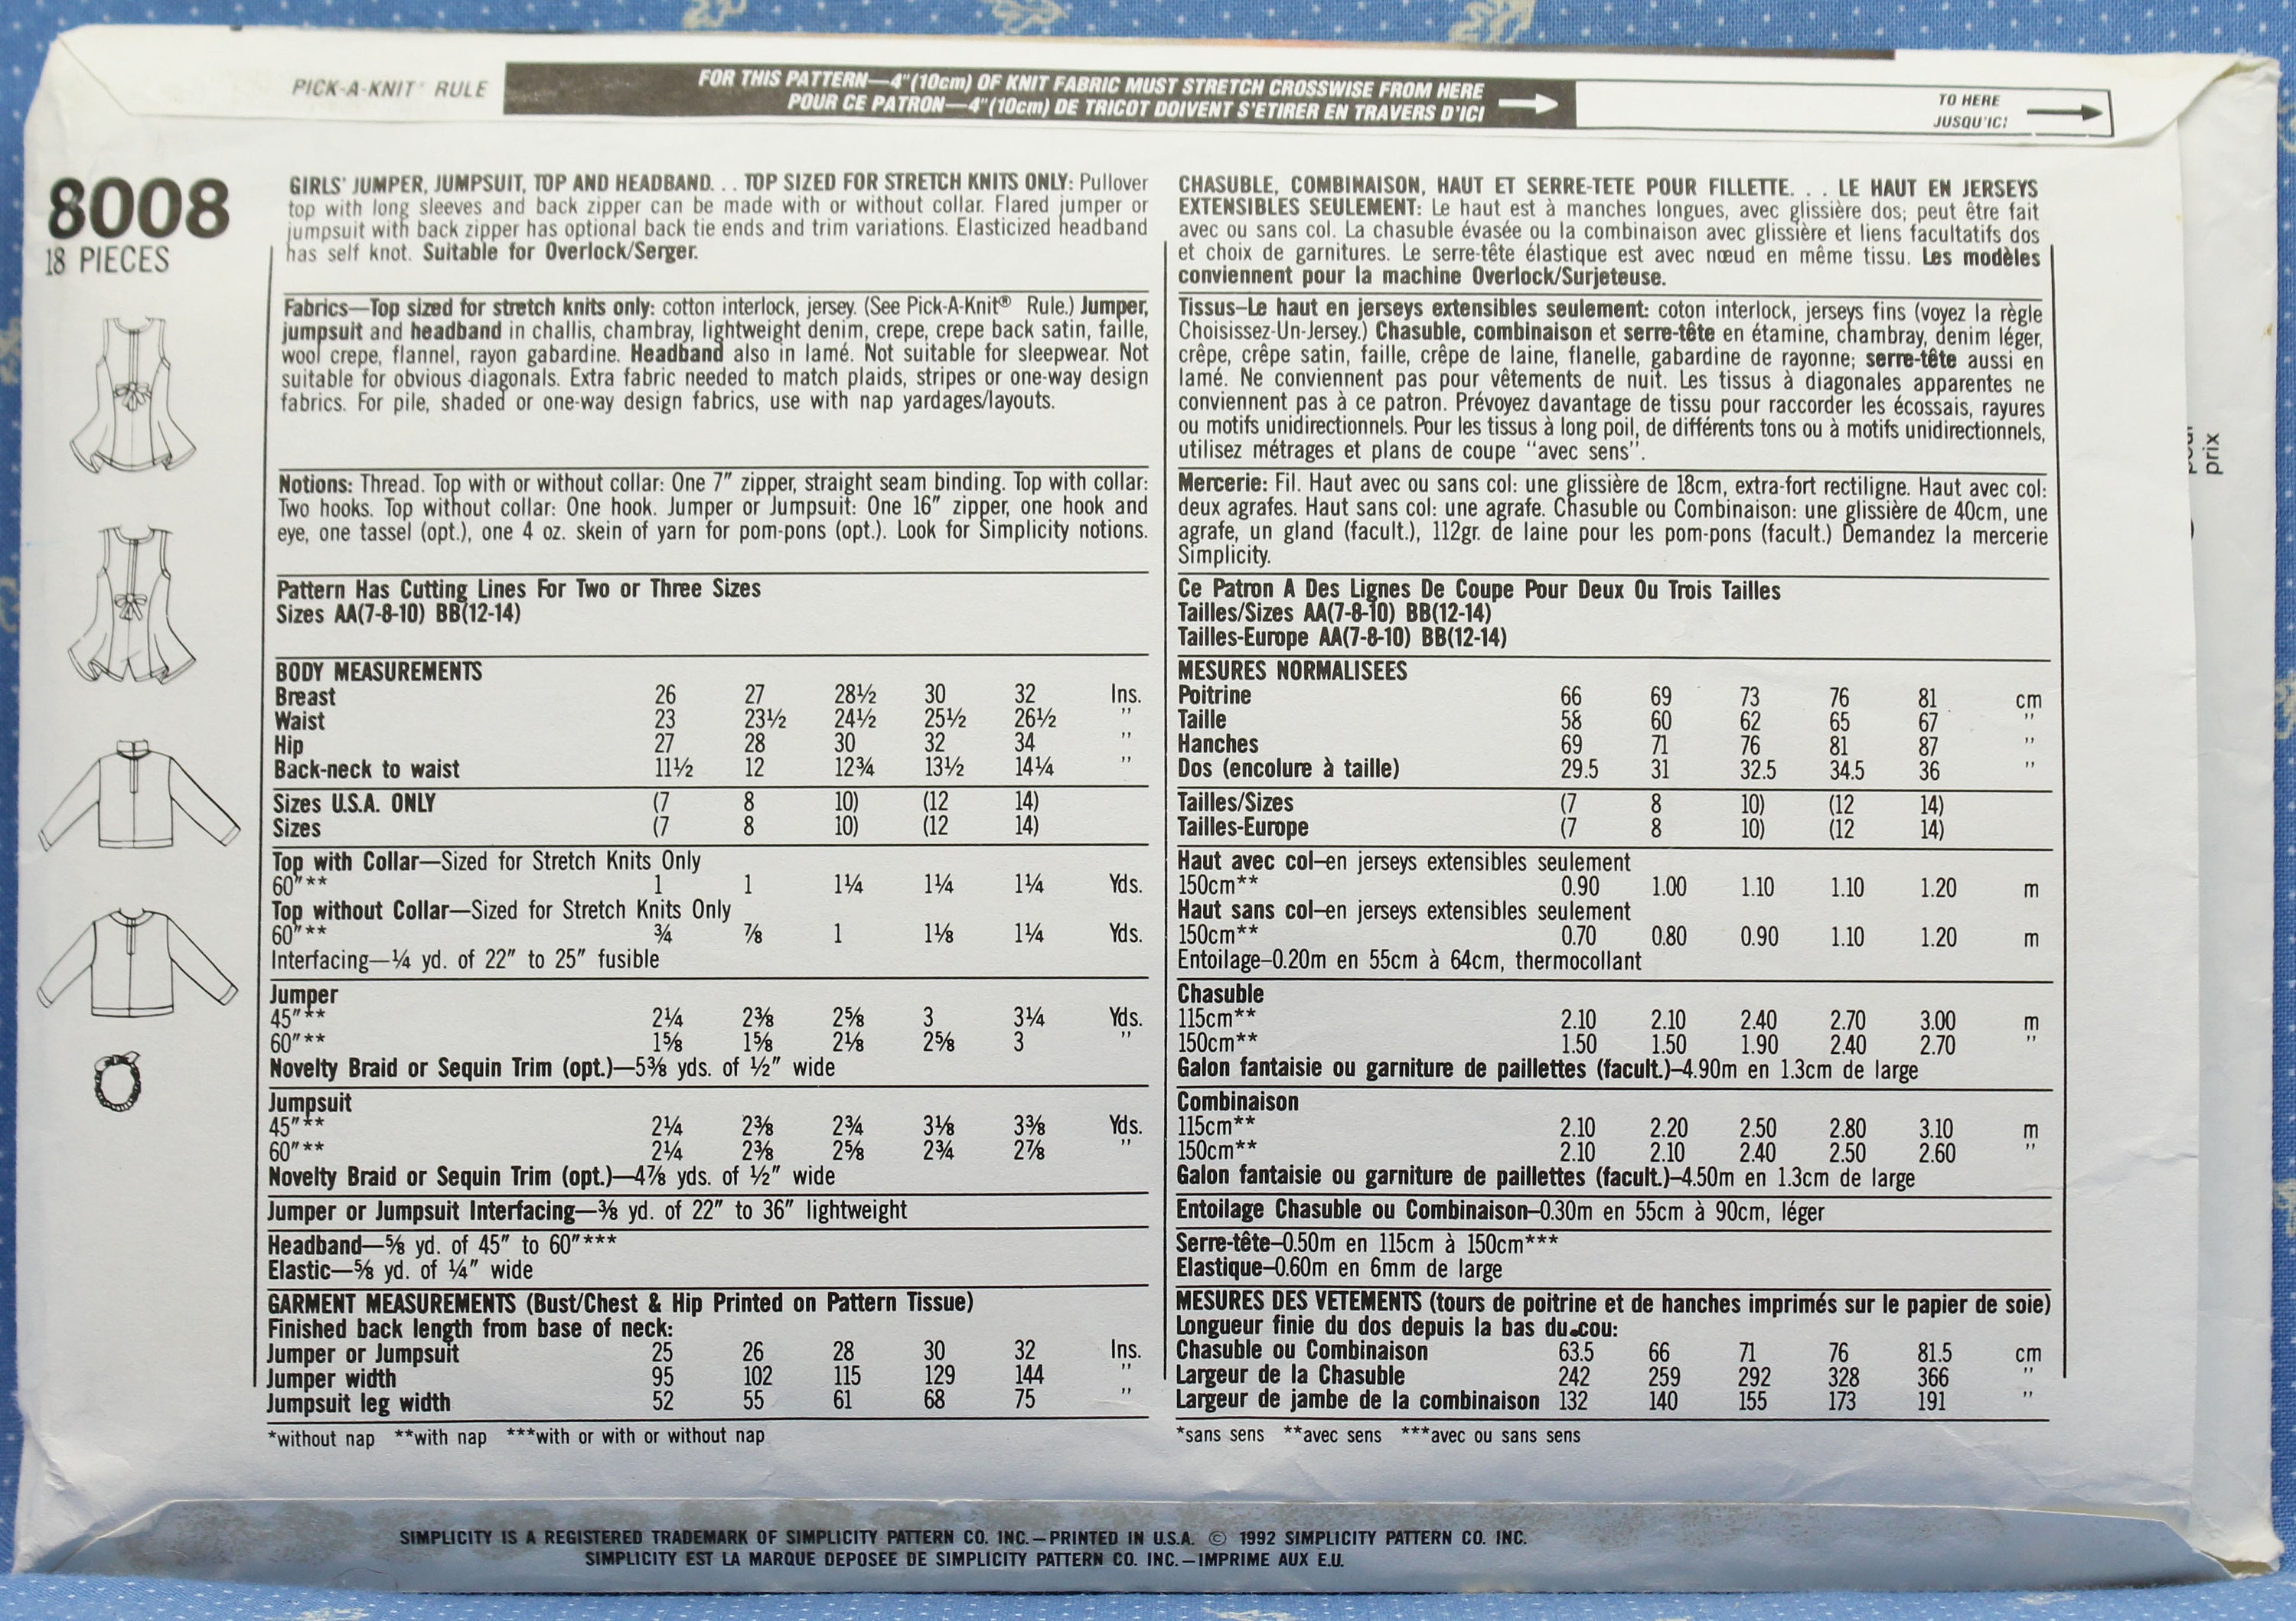 PICK-A-KNIT® RULE
FOR THIS PATTERN—4"(10cm) OF KNIT FABRIC MUST STRETCH CROSSWISE FROM HERE
POUR CE PATRON—4"(10cm) DE TRICOT DOIVENT S'ETIRER EN TRAVERS D'ICI
TO HERE
JUSQU'ICI
8008
18 PIECES
GIRLS' JUMPER, JUMPSUIT, TOP AND HEADBAND. . . TOP SIZED FOR STRETCH KNITS ONLY: Pullover
top with long sleeves and back zipper can be made with or without collar. Flared jumper or
jumpsuit with back zipper has optional back tie ends and trim variations. Elasticized headband
has self knot. Suitable for Overlock/Serger.
Fabrics—Top sized for stretch knits only: cotton interlock, jersey. (See Pick-A-Knit® Rule.) Jumper,
jumpsuit and headband in challis, chambray, lightweight denim, crepe, crepe back satin, faille,
wool crepe, flannel, rayon gabardine. Headband also in lamé. Not suitable for sleepwear. Not
suitable for obvious diagonals. Extra fabric needed to match plaids, stripes or one-way design
fabrics. For pile, shaded or one-way design fabrics, use with nap yardages/layouts.
Notions: Thread. Top with or without collar: One 7" zipper, straight seam binding. Top with collar:
Two hooks. Top without collar: One hook. Jumper or Jumpsuit: One 16" zipper, one hook and
eye, one tassel (opt.), one 4 oz. skein of yarn for pom-pons (opt.). Look for Simplicity notions.
Pattern Has Cutting Lines For Two or Three Sizes
Sizes AA(7-8-10) BB(12-14)
BODY MEASUREMENTS
Breast 26 27 28½ 30 32 Ins.
Waist 23 23½ 24½ 25½ 26½ "
Hip 27 28 30 32 34 "
Back-neck to waist 11½ 12 12¾ 13½ 14¼ "
Sizes U.S.A. ONLY (7 8 10) (12 14)
Sizes (7 8 10) (12 14)
Top with Collar—Sized for Stretch Knits Only
60"** 1 1 1¼ 1¼ 1¼ Yds.
Top without Collar—Sized for Stretch Knits Only
60"** ¾ ⅞ 1 1⅛ 1¼ Yds.
Interfacing—¼ yd. of 22" to 25" fusible
Jumper
45"** 2¼ 2⅜ 2⅝ 3 3¼ Yds.
60"** 1⅝ 1⅝ 2⅛ 2⅝ 3 "
Novelty Braid or Sequin Trim (opt.)—5⅜ yds. of ½" wide
Jumpsuit
45"** 2¼ 2⅜ 2¾ 3⅛ 3⅜ Yds.
60"** 2¼ 2⅜ 2⅝ 2¾ 2⅞ "
Novelty Braid or Sequin Trim (opt.)—4⅞ yds. of ½" wide
Jumper or Jumpsuit Interfacing—⅜ yd. of 22" to 36" lightweight
Headband—⅝ yd. of 45" to 60"***
Elastic—⅝ yd. of ¼" wide
GARMENT MEASUREMENTS (Bust/Chest & Hip Printed on Pattern Tissue)
Finished back length from base of neck:
Jumper or Jumpsuit 25 26 28 30 32 Ins.
Jumper width 95 102 115 129 144 "
Jumpsuit leg width 52 55 61 68 75 "
*without nap **with nap ***with or with or without nap
CHASUBLE, COMBINAISON, HAUT ET SERRE-TETE POUR FILLETTE. . . LE HAUT EN JERSEYS
EXTENSIBLES SEULEMENT: Le haut est à manches longues, avec glissière dos; peut être fait
avec ou sans col. La chasuble évasée ou la combinaison avec glissière et liens facultatifs dos
et choix de garnitures. Le serre-tête élastique est avec nœud en même tissu. Les modèles
conviennent pour la machine Overlock/Surjeteuse.
Tissus–Le haut en jerseys extensibles seulement: coton interlock, jerseys fins (voyez la règle
Choisissez-Un-Jersey.) Chasuble, combinaison et serre-tête en étamine, chambray, denim léger,
crêpe, crêpe satin, faille, crêpe de laine, flanelle, gabardine de rayonne; serre-tête aussi en
lamé. Ne conviennent pas pour vêtements de nuit. Les tissus à diagonales apparentes ne
conviennent pas à ce patron. Prévoyez davantage de tissu pour raccorder les écossais, rayures
ou motifs unidirectionnels. Pour les tissus à long poil, de différents tons ou à motifs unidirectionnels,
utilisez métrages et plans de coupe "avec sens".
Mercerie: Fil. Haut avec ou sans col: une glissière de 18cm, extra-fort rectiligne. Haut avec col:
deux agrafes. Haut sans col: une agrafe. Chasuble ou Combinaison: une glissière de 40cm, une
agrafe, un gland (facult.), 112gr. de laine pour les pom-pons (facult.) Demandez la mercerie
Simplicity.
Ce Patron A Des Lignes De Coupe Pour Deux Ou Trois Tailles
Tailles/Sizes AA(7-8-10) BB(12-14)
Tailles-Europe AA(7-8-10) BB(12-14)
MESURES NORMALISEES
Poitrine 66 69 73 76 81 cm
Taille 58 60 62 65 67 "
Hanches 69 71 76 81 87 "
Dos (encolure à taille) 29.5 31 32.5 34.5 36 "
Tailles/Sizes (7 8 10) (12 14)
Tailles-Europe (7 8 10) (12 14)
Haut avec col–en jerseys extensibles seulement
150cm** 0.90 1.00 1.10 1.10 1.20 m
Haut sans col–en jerseys extensibles seulement
150cm** 0.70 0.80 0.90 1.10 1.20 m
Entoilage–0.20m en 55cm à 64cm, thermocollant
Chasuble
115cm** 2.10 2.10 2.40 2.70 3.00 m
150cm** 1.50 1.50 1.90 2.40 2.70 "
Galon fantaisie ou garniture de paillettes (facult.)–4.90m en 1.3cm de large
Combinaison
115cm** 2.10 2.20 2.50 2.80 3.10 m
150cm** 2.10 2.10 2.40 2.50 2.60 "
Galon fantaisie ou garniture de paillettes (facult.)–4.50m en 1.3cm de large
Entoilage Chasuble ou Combinaison–0.30m en 55cm à 90cm, léger
Serre-tête–0.50m en 115cm à 150cm***
Elastique–0.60m en 6mm de large
MESURES DES VETEMENTS (tours de poitrine et de hanches imprimés sur le papier de soie)
Longueur finie du dos depuis la bas du cou:
Chasuble ou Combinaison 63.5 66 71 76 81.5 cm
Largeur de la Chasuble 242 259 292 328 366 "
Largeur de jambe de la combinaison 132 140 155 173 191 "
*sans sens **avec sens ***avec ou sans sens
prix
SIMPLICITY IS A REGISTERED TRADEMARK OF SIMPLICITY PATTERN CO. INC.—PRINTED IN U.S.A. © 1992 SIMPLICITY PATTERN CO. INC.
SIMPLICITY EST LA MARQUE DEPOSEE DE SIMPLICITY PATTERN CO. INC.—IMPRIME AUX E.U.